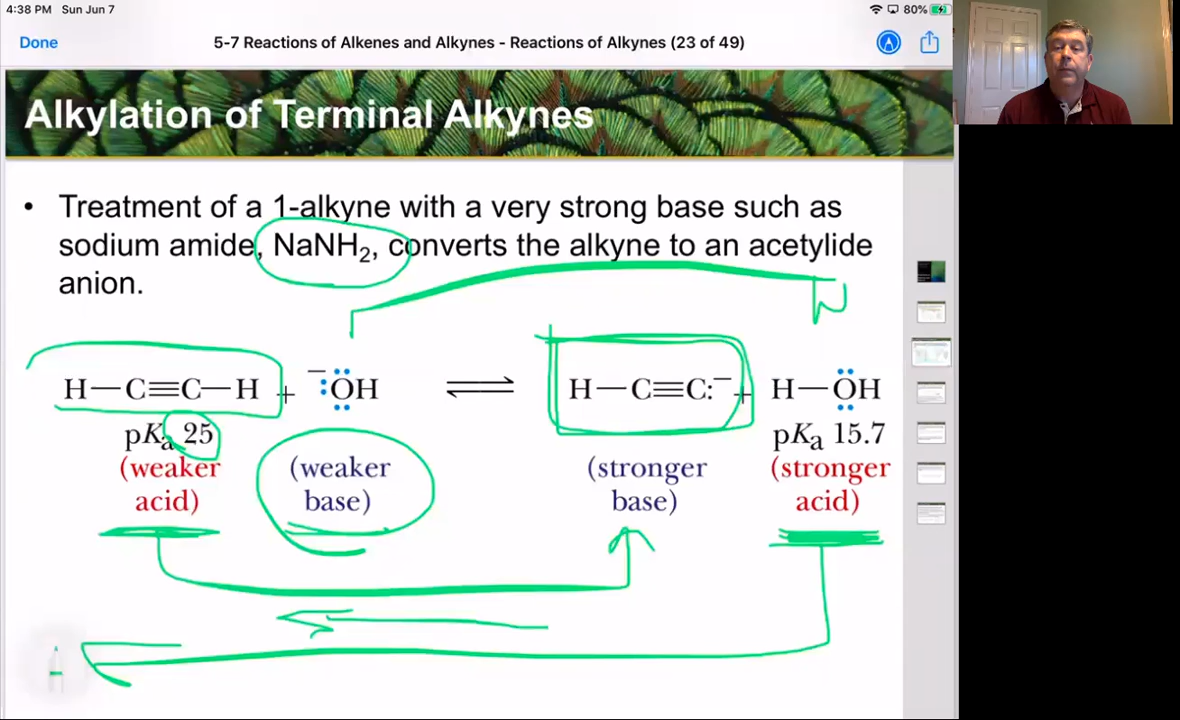 4:38 PM Sun Jun 7
80%
Done
5-7 Reactions of Alkenes and Alkynes - Reactions of Alkynes (23 of 49)
Alkylation of Terminal Alkynes
• Treatment of a 1-alkyne with a very strong base such as
sodium amide, NaNH₂, converts the alkyne to an acetylide
anion.
H—C≡C—H + ⁻:ÖH ⇌ H—C≡C:⁻ + H—ÖH
pKₐ 25 pKₐ 15.7
(weaker (weaker (stronger (stronger
acid) base) base) acid)